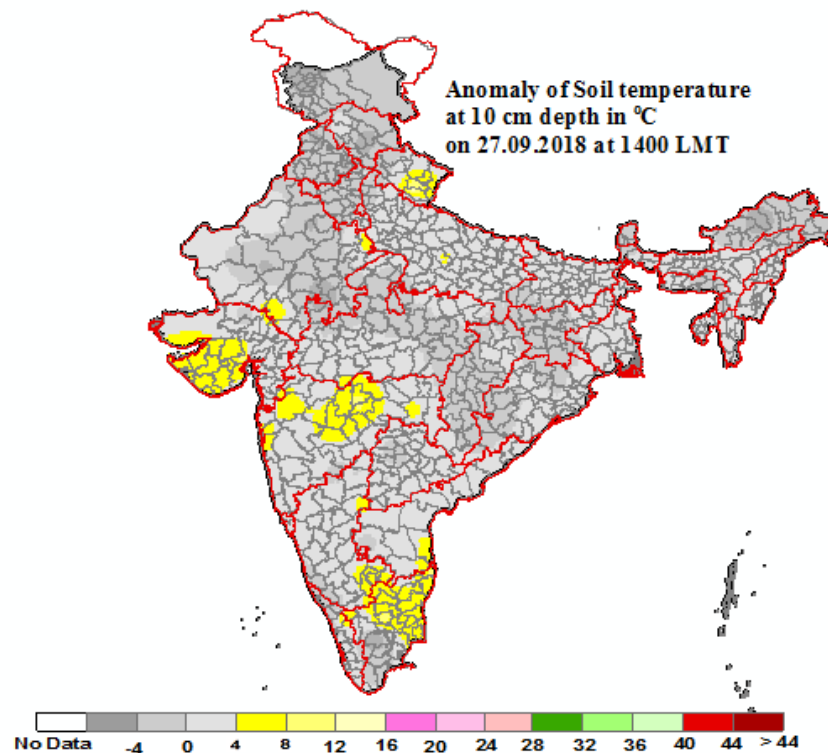 Anomaly of Soil temperature
at 10 cm depth in ⁰C
on 27.09.2018 at 1400 LMT
No Data -4 0 4 8 12 16 20 24 28 32 36 40 44 > 44